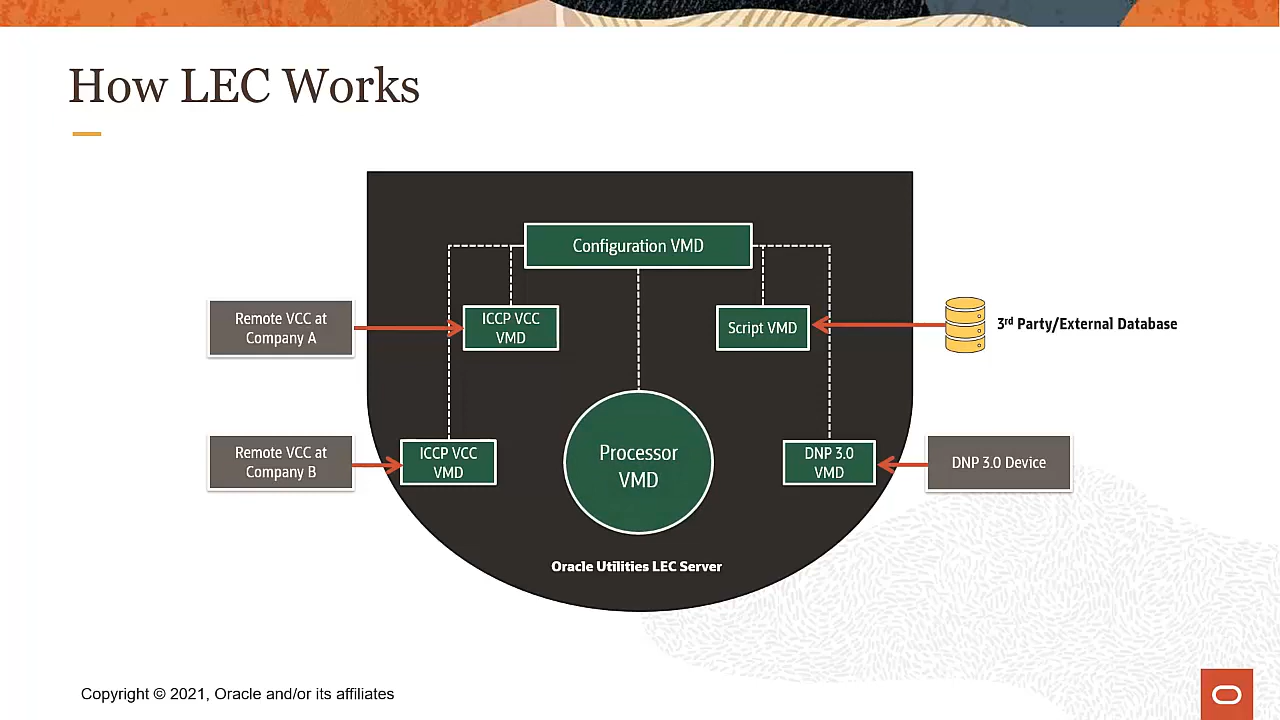 How LEC Works
Configuration VMD
Remote VCC at
Company A
ICCP VCC
VMD
Script VMD
3rd Party/External Database
Remote VCC at
Company B
ICCP VCC
VMD
Processor
VMD
DNP 3.0
VMD
DNP 3.0 Device
Oracle Utilities LEC Server
Copyright © 2021, Oracle and/or its affiliates